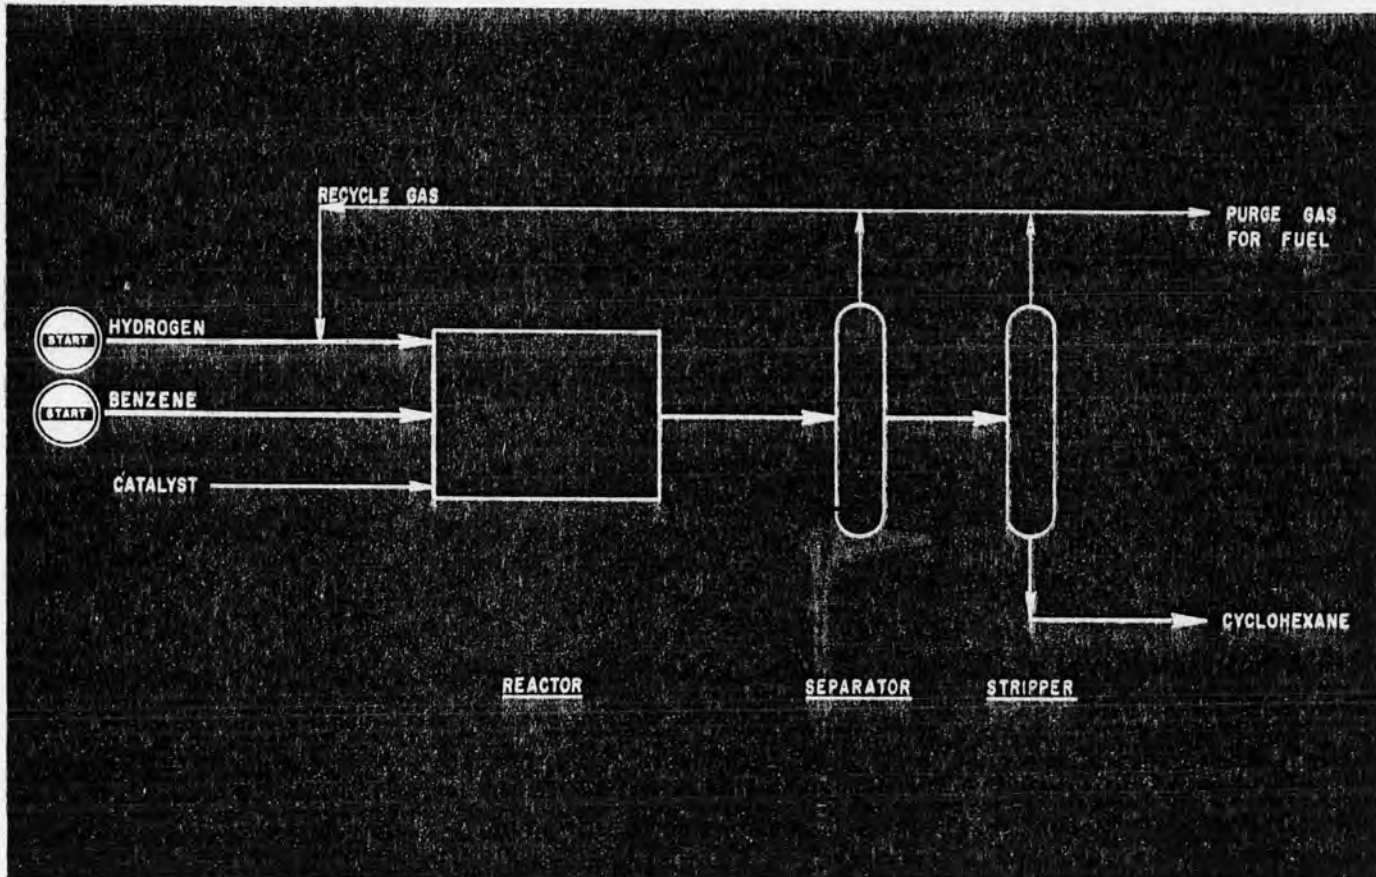 RECYCLE GAS
PURGE GAS
FOR FUEL
START
HYDROGEN
START
BENZENE
CATALYST
CYCLOHEXANE
REACTOR
SEPARATOR
STRIPPER